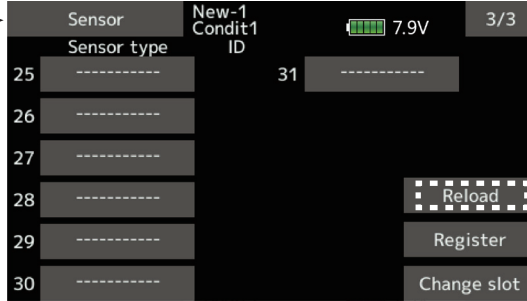 Sensor New-1 7.9V 3/3
Condit1
Sensor type ID
25 ----------- 31 -----------
26 -----------
27 -----------
28 ----------- Reload
29 ----------- Register
30 ----------- Change slot